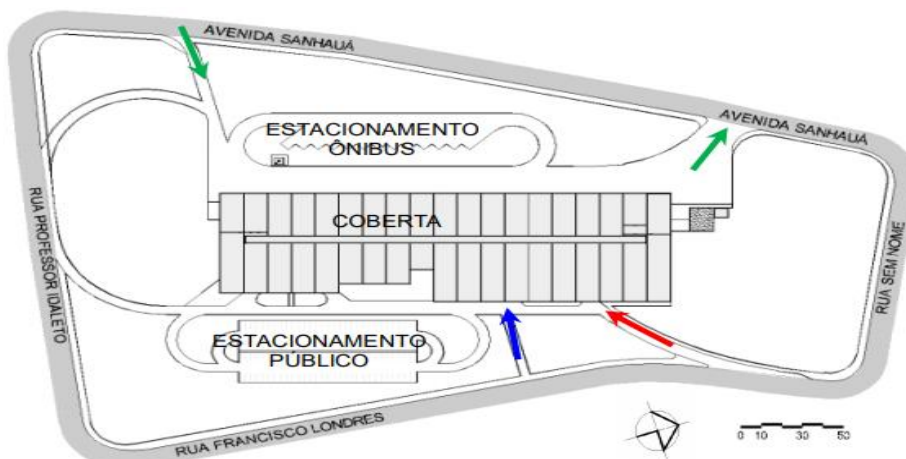 AVENIDA SANHAUÁ
AVENIDA SANHAUÁ
ESTACIONAMENTO
ÔNIBUS
COBERTA
RUA PROFESSOR IDALETO
RUA SEM NOME
ESTACIONAMENTO
PÚBLICO
RUA FRANCISCO LONDRES
0 10 30 50